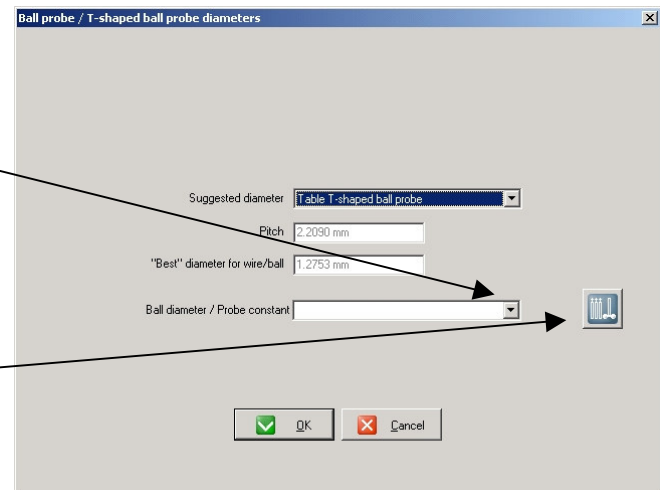 Ball probe / T-shaped ball probe diameters
Suggested diameter Table T-shaped ball probe
Pitch 2.2090 mm
"Best" diameter for wire/ball 1.2753 mm
Ball diameter / Probe constant
OK Cancel